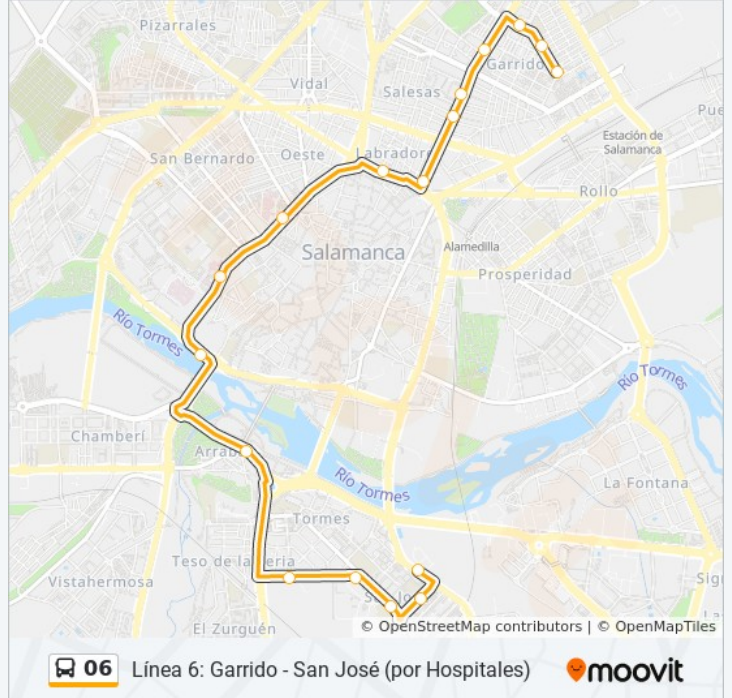 Pizarrales
Garrido
Vidal
Salesas
Pue
Estación de
Salamanca
San Bernardo
Oeste
Labrador
Rollo
Salamanca
Alamedilla
Prosperidad
Río Tormes
Río Tormes
Chamberí
Arraba
Río Tormes
La Fontana
Tormes
Teso de la Feria
Vistahermosa
Sig
El Zurguén
© OpenStreetMap contributors | © OpenMapTiles
06 Línea 6: Garrido - San José (por Hospitales) moovit